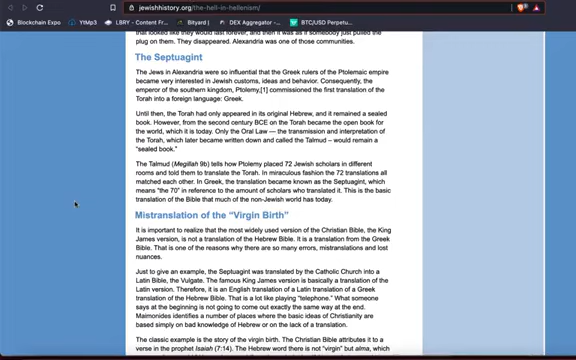 jewishhistory.org/the-hell-in-hellenism/
Blockchain Expo
YIMp3
LBRY - Content Fr...
Bityard |
DEX Aggregator -...
BTC/USD Perpetu...
that looked like they would last forever, and then it was as if somebody just pulled the
plug on them. They disappeared. Alexandria was one of those communities.
The Septuagint
The Jews in Alexandria were so influential that the Greek rulers of the Ptolemaic empire
became very interested in Jewish customs, ideas and behavior. Consequently, the
emperor of the southern kingdom, Ptolemy,[1] commissioned the first translation of the
Torah into a foreign language: Greek.
Until then, the Torah had only appeared in its original Hebrew, and it remained a sealed
book. However, from the second century BCE on the Torah became the open book for
the world, which it is today. Only the Oral Law — the transmission and interpretation of
the Torah, which later became written down and called the Talmud – would remain a
“sealed book.”
The Talmud (Megillah 9b) tells how Ptolemy placed 72 Jewish scholars in different
rooms and told them to translate the Torah. In miraculous fashion the 72 translations all
matched each other. In Greek, the translation became known as the Septuagint, which
means “the 70” in reference to the amount of scholars who translated it. This is the basic
translation of the Bible that much of the non-Jewish world has today.
Mistranslation of the “Virgin Birth”
It is important to realize that the most widely used version of the Christian Bible, the King
James version, is not a translation of the Hebrew Bible. It is a translation from the Greek
Bible. That is one of the reasons why there are so many errors, mistranslations and lost
nuances.
Just to give an example, the Septuagint was translated by the Catholic Church into a
Latin Bible, the Vulgate. The famous King James version is basically a translation of the
Latin version. Therefore, it is an English translation of a Latin translation of a Greek
translation of the Hebrew Bible. That is a lot like playing “telephone.” What someone
says at the beginning is not going to come out exactly the same way at the end.
Maimonides identifies a number of places where the basic ideas of Christianity are
based simply on bad knowledge of Hebrew or on the lack of a translation.
The classic example is the story of the virgin birth. The Christian Bible attributes it to a
verse in the prophet Isaiah (7:14). The Hebrew word there is not “virgin” but alma, which